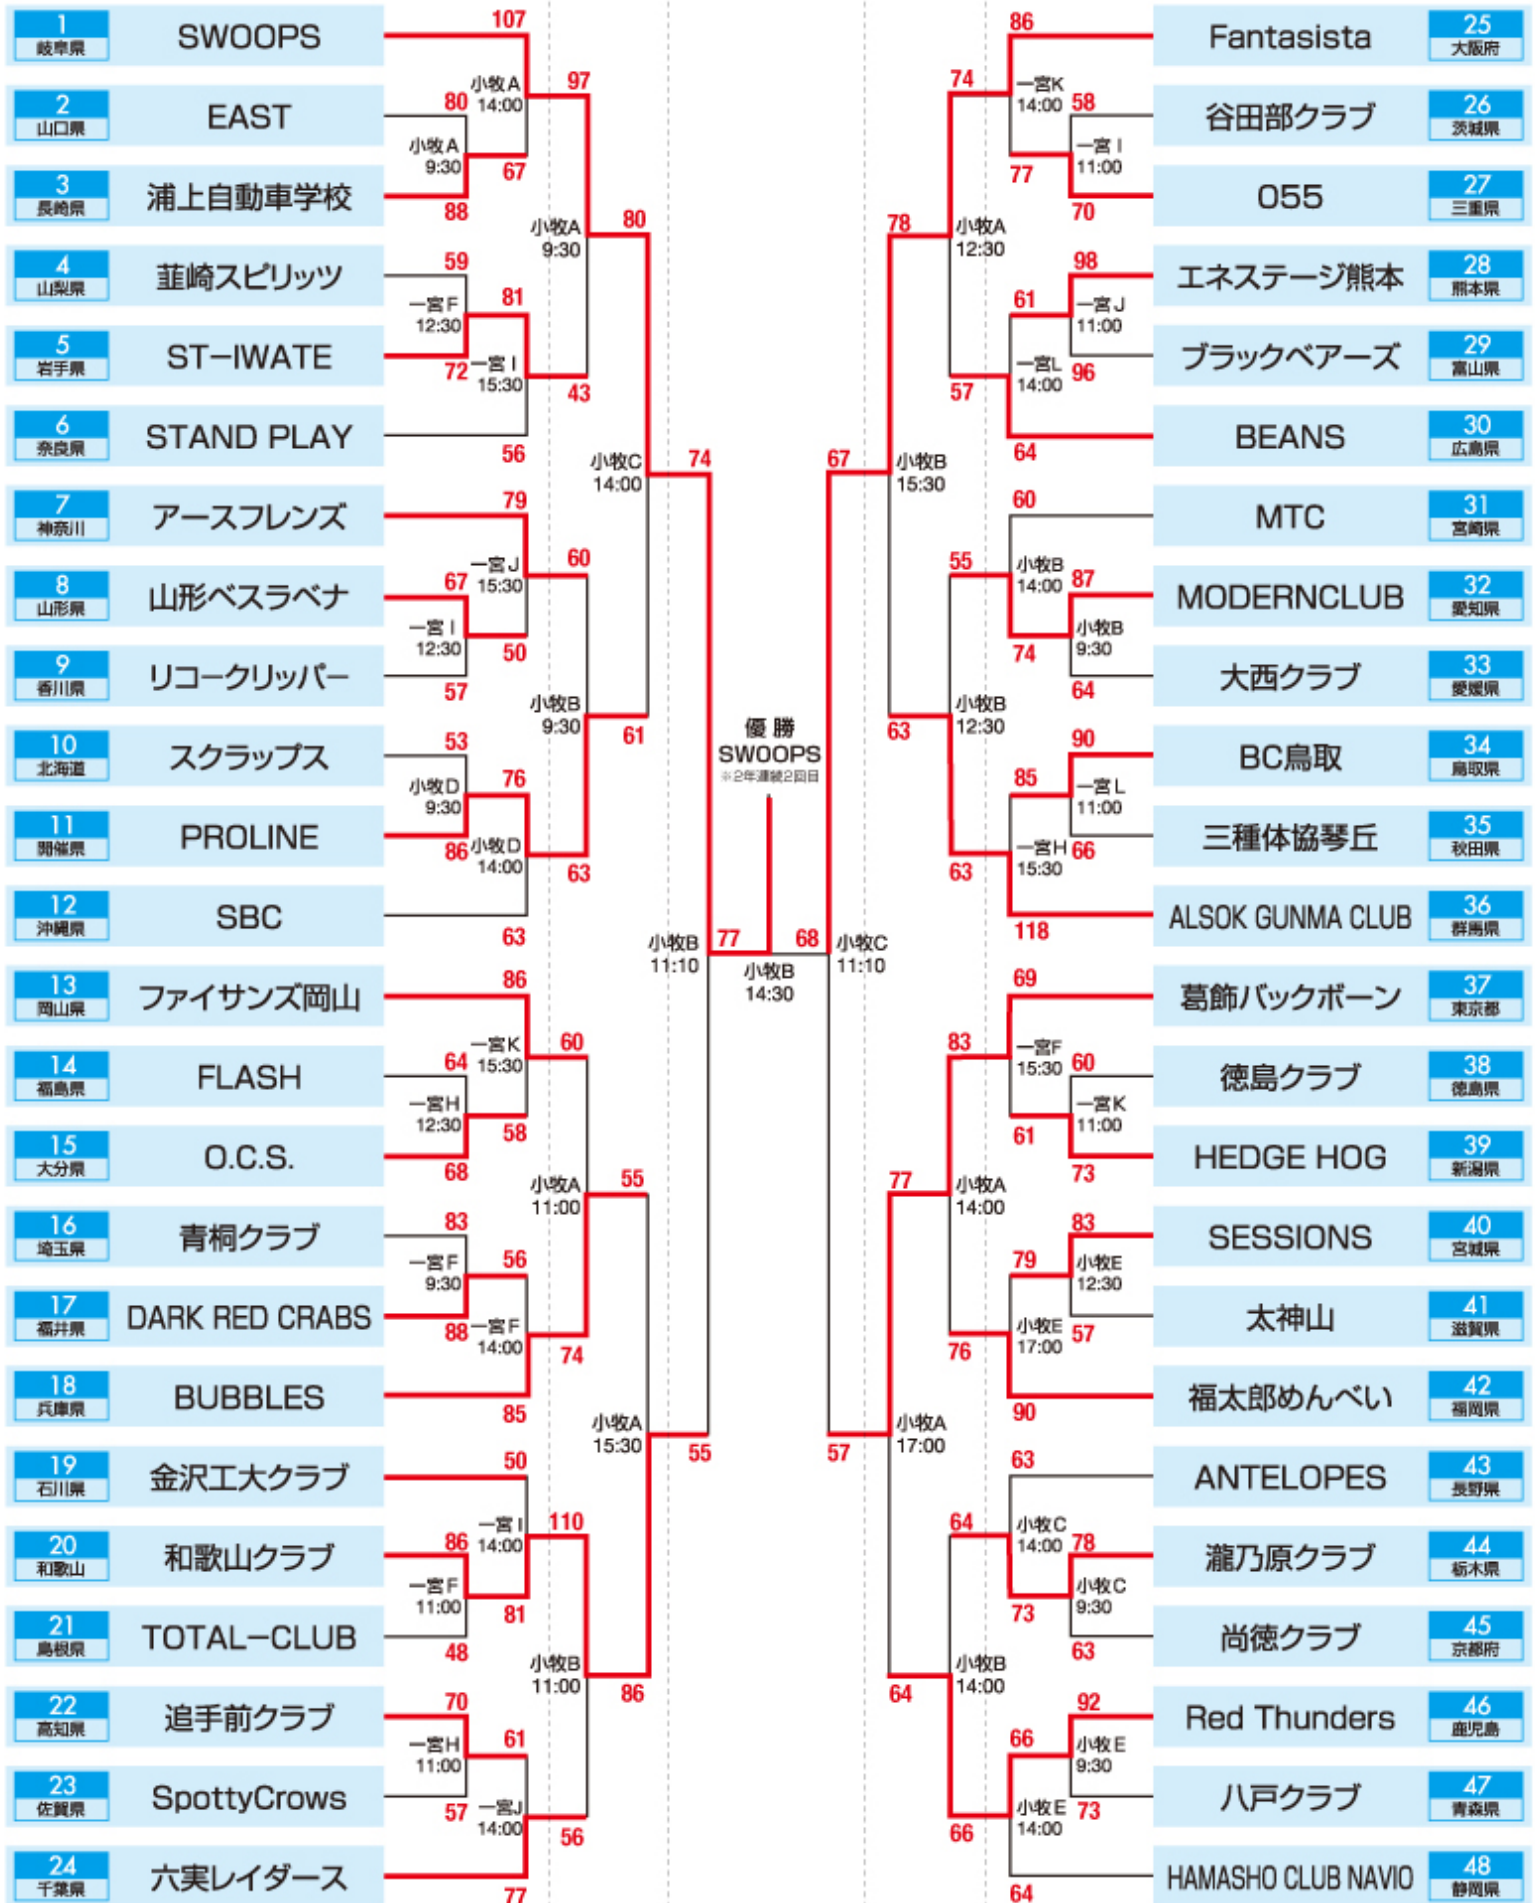 1
岐阜県
SWOOPS
107
2
山口県
EAST
80
小牧A
14:00
97
3
長崎県
浦上自動車学校
88
小牧A
9:30
67
4
山梨県
韮崎スピリッツ
59
小牧A
9:30
80
5
岩手県
ST-IWATE
72
一宮F
12:30
81
6
奈良県
STAND PLAY
56
一宮I
15:30
43
7
神奈川
アースフレンズ
79
小牧C
14:00
74
8
山形県
山形ベスラベナ
67
一宮J
15:30
60
9
香川県
リコークリッパー
57
一宮I
12:30
50
10
北海道
スクラップス
53
小牧B
9:30
61
11
開催県
PROLINE
86
小牧D
9:30
76
12
沖縄県
SBC
63
小牧D
14:00
63
13
岡山県
ファイサンズ岡山
86
小牧B
11:10
14
福島県
FLASH
64
一宮K
15:30
60
15
大分県
O.C.S.
68
一宮H
12:30
58
16
埼玉県
青桐クラブ
83
小牧A
11:00
55
17
福井県
DARK RED CRABS
88
一宮F
9:30
56
18
兵庫県
BUBBLES
85
一宮F
14:00
74
19
石川県
金沢工大クラブ
50
小牧A
15:30
55
20
和歌山
和歌山クラブ
86
一宮I
14:00
110
21
島根県
TOTAL-CLUB
48
一宮F
11:00
81
22
高知県
追手前クラブ
70
小牧B
11:00
86
23
佐賀県
SpottyCrows
57
一宮H
11:00
61
24
千葉県
六実レイダース
77
一宮J
14:00
56
優勝
SWOOPS
※2年連続2回目
77
68
小牧B
14:30
86
Fantasista
25
大阪府
74
一宮K
14:00
58
谷田部クラブ
26
茨城県
77
一宮I
11:00
70
055
27
三重県
78
小牧A
12:30
98
エネステージ熊本
28
熊本県
61
一宮J
11:00
96
ブラックベアーズ
29
富山県
57
一宮L
14:00
64
BEANS
30
広島県
67
小牧B
15:30
60
MTC
31
宮崎県
55
小牧B
14:00
87
MODERNCLUB
32
愛知県
74
小牧B
9:30
64
大西クラブ
33
愛媛県
63
小牧B
12:30
90
BC鳥取
34
鳥取県
85
一宮L
11:00
66
三種体協琴丘
35
秋田県
63
一宮H
15:30
118
ALSOK GUNMA CLUB
36
群馬県
小牧C
11:10
69
葛飾バックボーン
37
東京都
83
一宮F
15:30
60
徳島クラブ
38
徳島県
61
一宮K
11:00
73
HEDGE HOG
39
新潟県
77
小牧A
14:00
83
SESSIONS
40
宮城県
79
小牧E
12:30
57
太神山
41
滋賀県
76
小牧E
17:00
90
福太郎めんべい
42
福岡県
57
小牧A
17:00
63
ANTELOPES
43
長野県
64
小牧C
14:00
78
瀧乃原クラブ
44
栃木県
73
小牧C
9:30
63
尚徳クラブ
45
京都府
64
小牧B
14:00
92
Red Thunders
46
鹿児島
66
小牧E
9:30
73
八戸クラブ
47
青森県
66
小牧E
14:00
64
HAMASHO CLUB NAVIO
48
静岡県